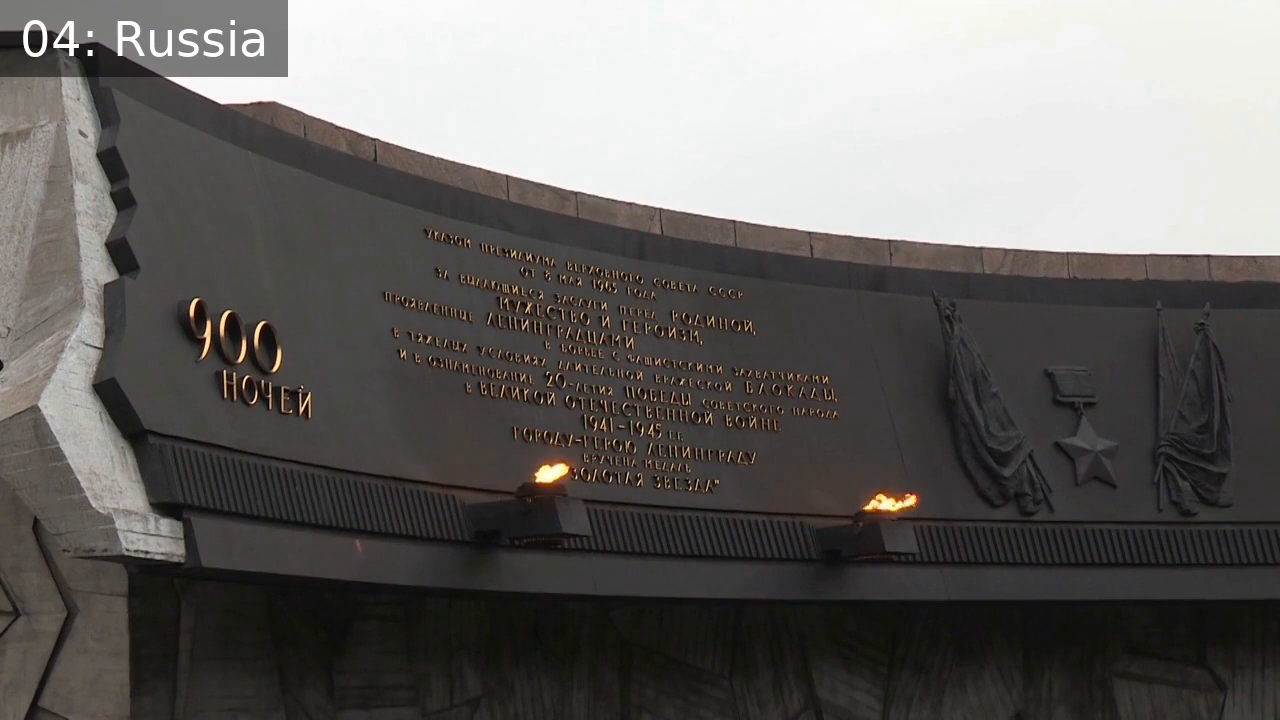 04: Russia
900
НОЧЕЙ
УКАЗОМ ПРЕЗИДИУМА ВЕРХОВНОГО СОВЕТА СССР
ОТ 8 МАЯ 1965 ГОДА
ЗА ВЫДАЮЩИЕСЯ ЗАСЛУГИ ПЕРЕД РОДИНОЙ,
МУЖЕСТВО И ГЕРОИЗМ,
ПРОЯВЛЕННЫЕ ЛЕНИНГРАДЦАМИ
В БОРЬБЕ С ФАШИСТСКИМИ ЗАХВАТЧИКАМИ
В ТЯЖЕЛЫХ УСЛОВИЯХ ДЛИТЕЛЬНОЙ ВРАЖЕСКОЙ БЛОКАДЫ,
И В ОЗНАМЕНОВАНИЕ 20-ЛЕТИЯ ПОБЕДЫ СОВЕТСКОГО НАРОДА
В ВЕЛИКОЙ ОТЕЧЕСТВЕННОЙ ВОЙНЕ
1941-1945 ГГ.
ГОРОДУ-ГЕРОЮ ЛЕНИНГРАДУ
ВРУЧЕНА МЕДАЛЬ
ЗОЛОТАЯ ЗВЕЗДА"